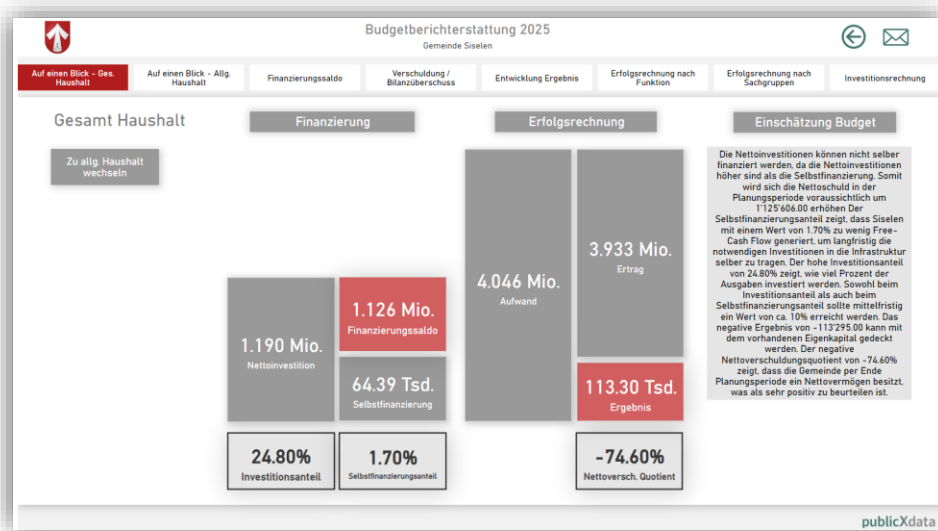 Budgetberichterstattung 2025
Gemeinde Siselen
Auf einen Blick - Ges.
Haushalt
Auf einen Blick - Allg.
Haushalt
Finanzierungssaldo
Verschuldung /
Bilanzüberschuss
Entwicklung Ergebnis
Erfolgsrechnung nach
Funktion
Erfolgsrechnung nach
Sachgruppen
Investitionsrechnung
Gesamt Haushalt
Zu allg. Haushalt
wechseln
Finanzierung
1.190 Mio.
Nettoinvestition
1.126 Mio.
Finanzierungssaldo
64.39 Tsd.
Selbstfinanzierung
24.80%
Investitionsanteil
1.70%
Selbstfinanzierungsanteil
Erfolgsrechnung
4.046 Mio.
Aufwand
3.933 Mio.
Ertrag
113.30 Tsd.
Ergebnis
-74.60%
Nettoversch. Quotient
Einschätzung Budget
Die Nettoinvestitionen können nicht selber
finanziert werden, da die Nettoinvestitionen
höher sind als die Selbstfinanzierung. Somit
wird sich die Nettoschuld in der
Planungsperiode voraussichtlich um
1'125'606.00 erhöhen Der
Selbstfinanzierungsanteil zeigt, dass Siselen
mit einem Wert von 1.70% zu wenig Free-
Cash Flow generiert, um langfristig die
notwendigen Investitionen in die Infrastruktur
selber zu tragen. Der hohe Investitionsanteil
von 24.80% zeigt, wie viel Prozent der
Ausgaben investiert werden. Sowohl beim
Investitionsanteil als auch beim
Selbstfinanzierungsanteil sollte mittelfristig
ein Wert von ca. 10% erreicht werden. Das
negative Ergebnis von -113'295.00 kann mit
dem vorhandenen Eigenkapital gedeckt
werden. Der negative
Nettoverschuldungsquotient von -74.60%
zeigt, dass die Gemeinde per Ende
Planungsperiode ein Nettovermögen besitzt,
was als sehr positiv zu beurteilen ist.
publicXdata